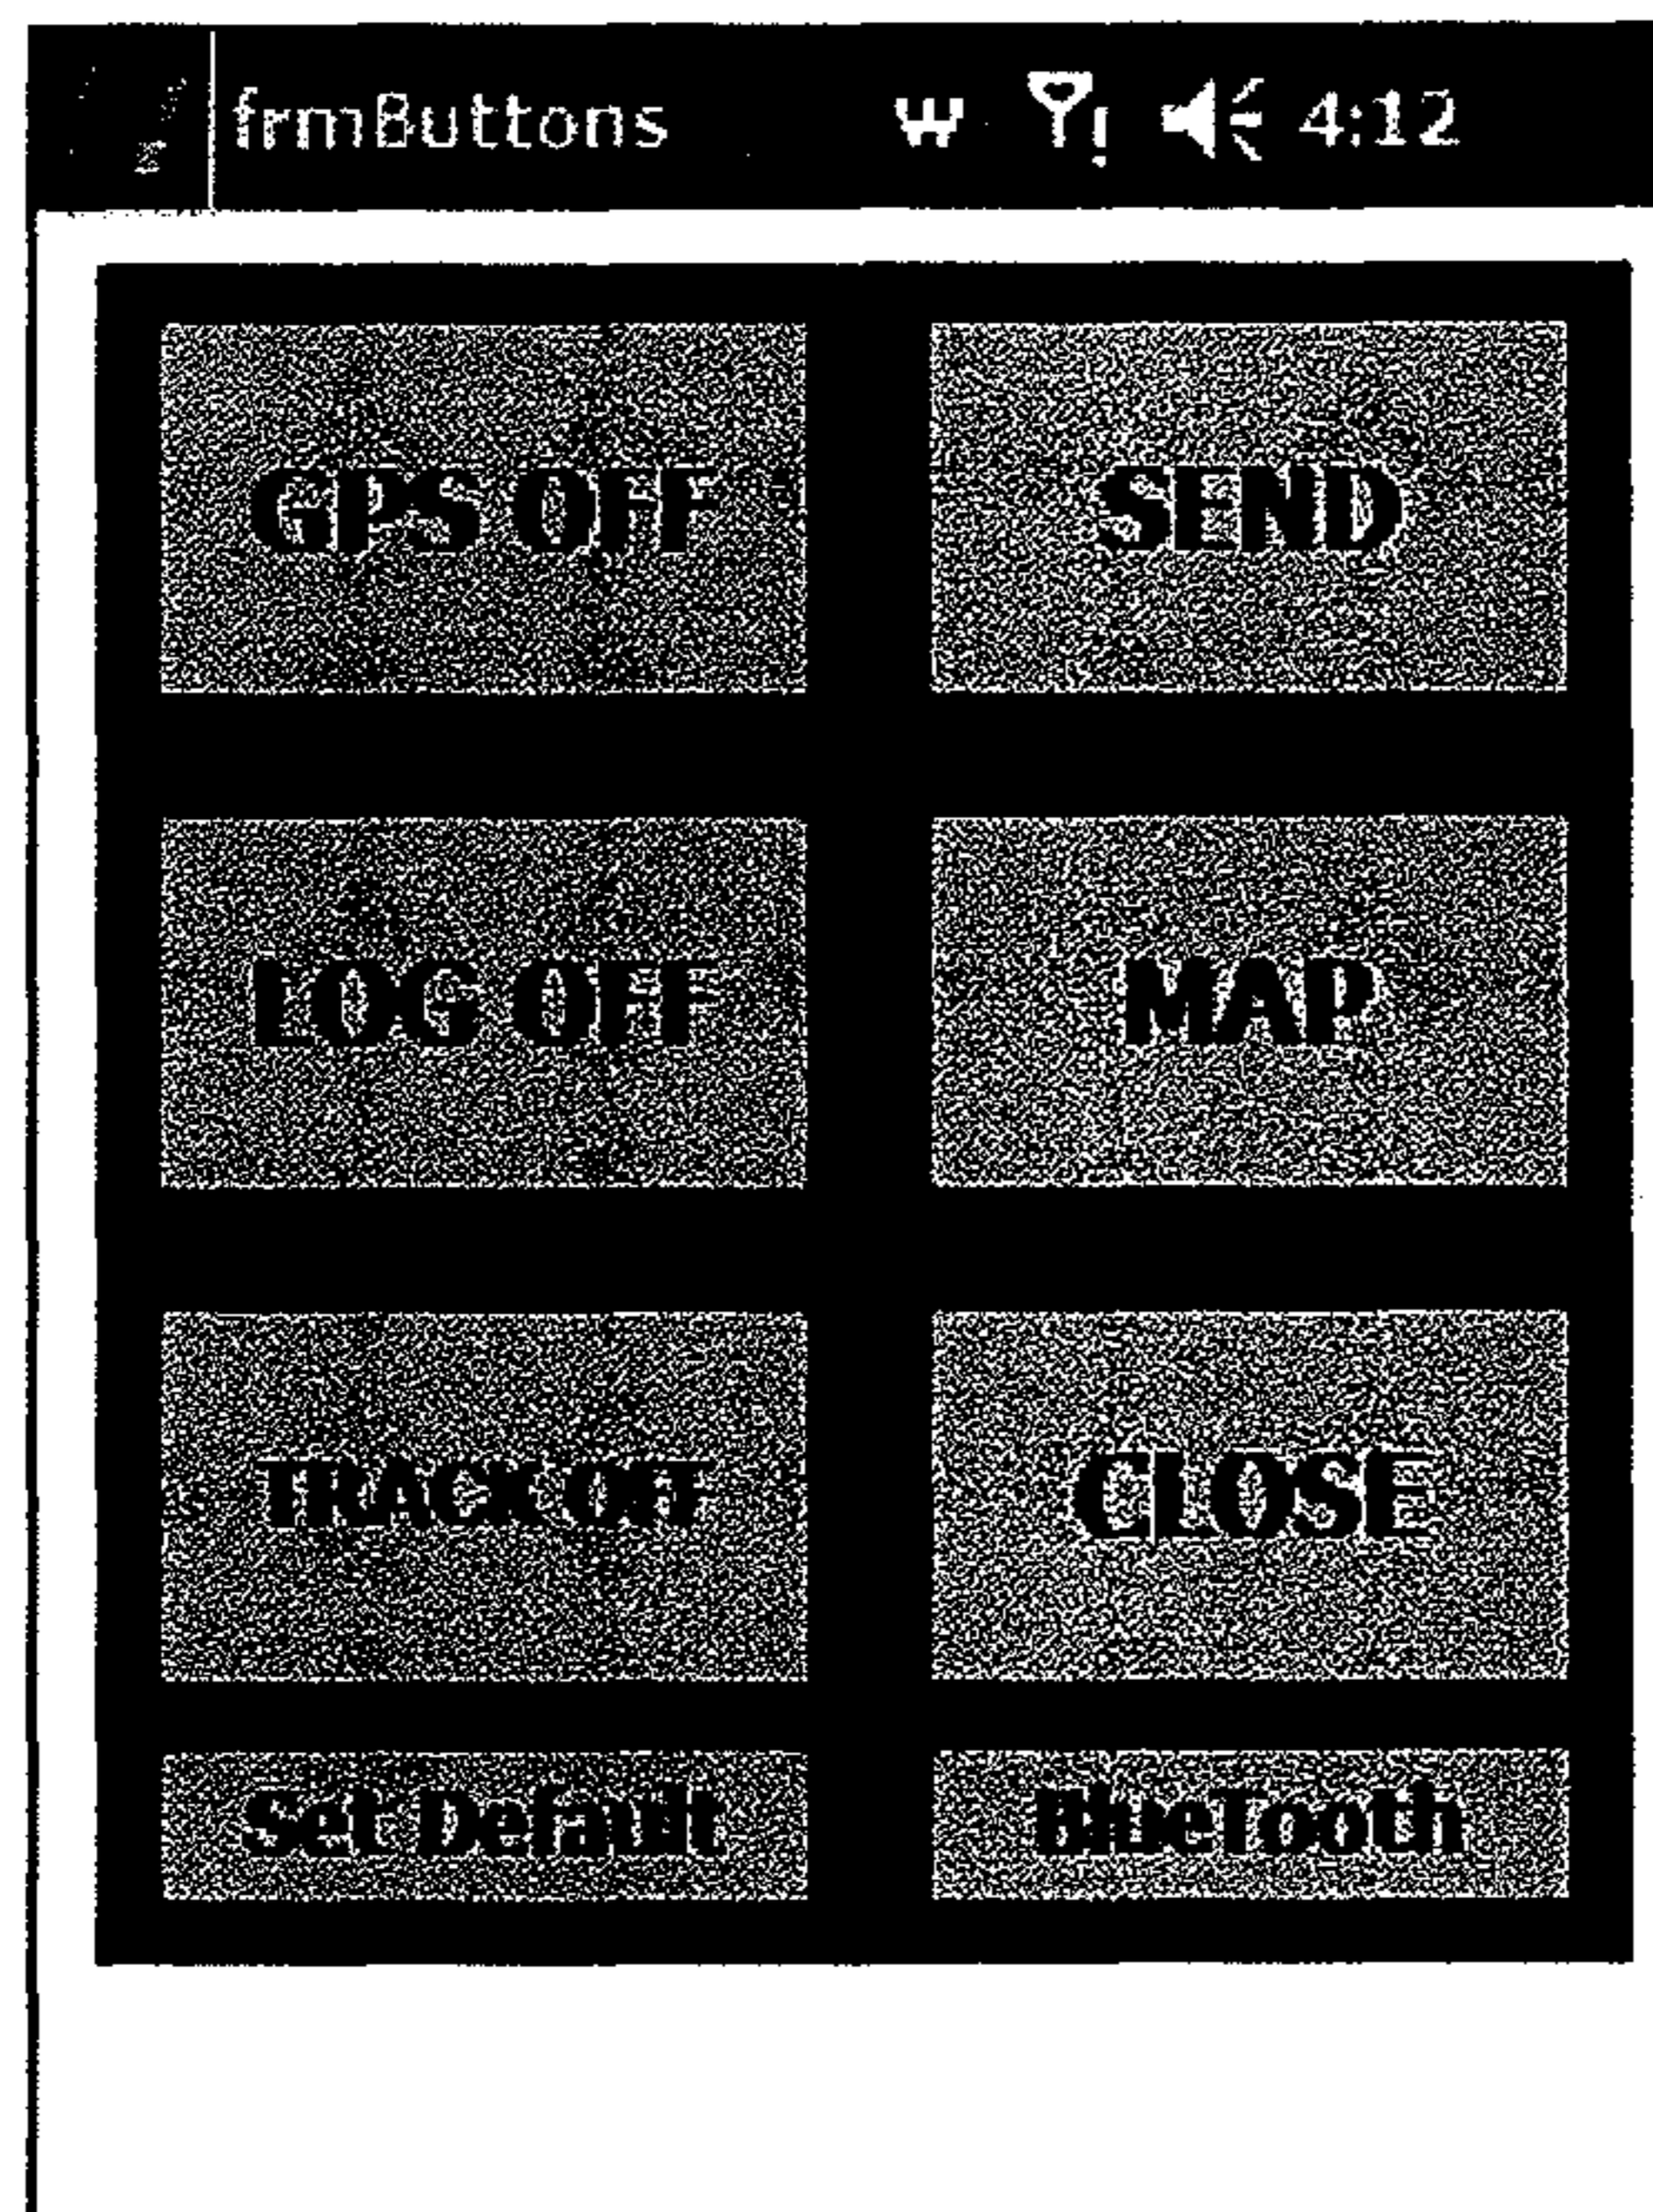 frmButtons 4:12
GPS OFF SEND
LOG OFF MAP
TRACK OFF CLOSE
Set Default BlueTooth